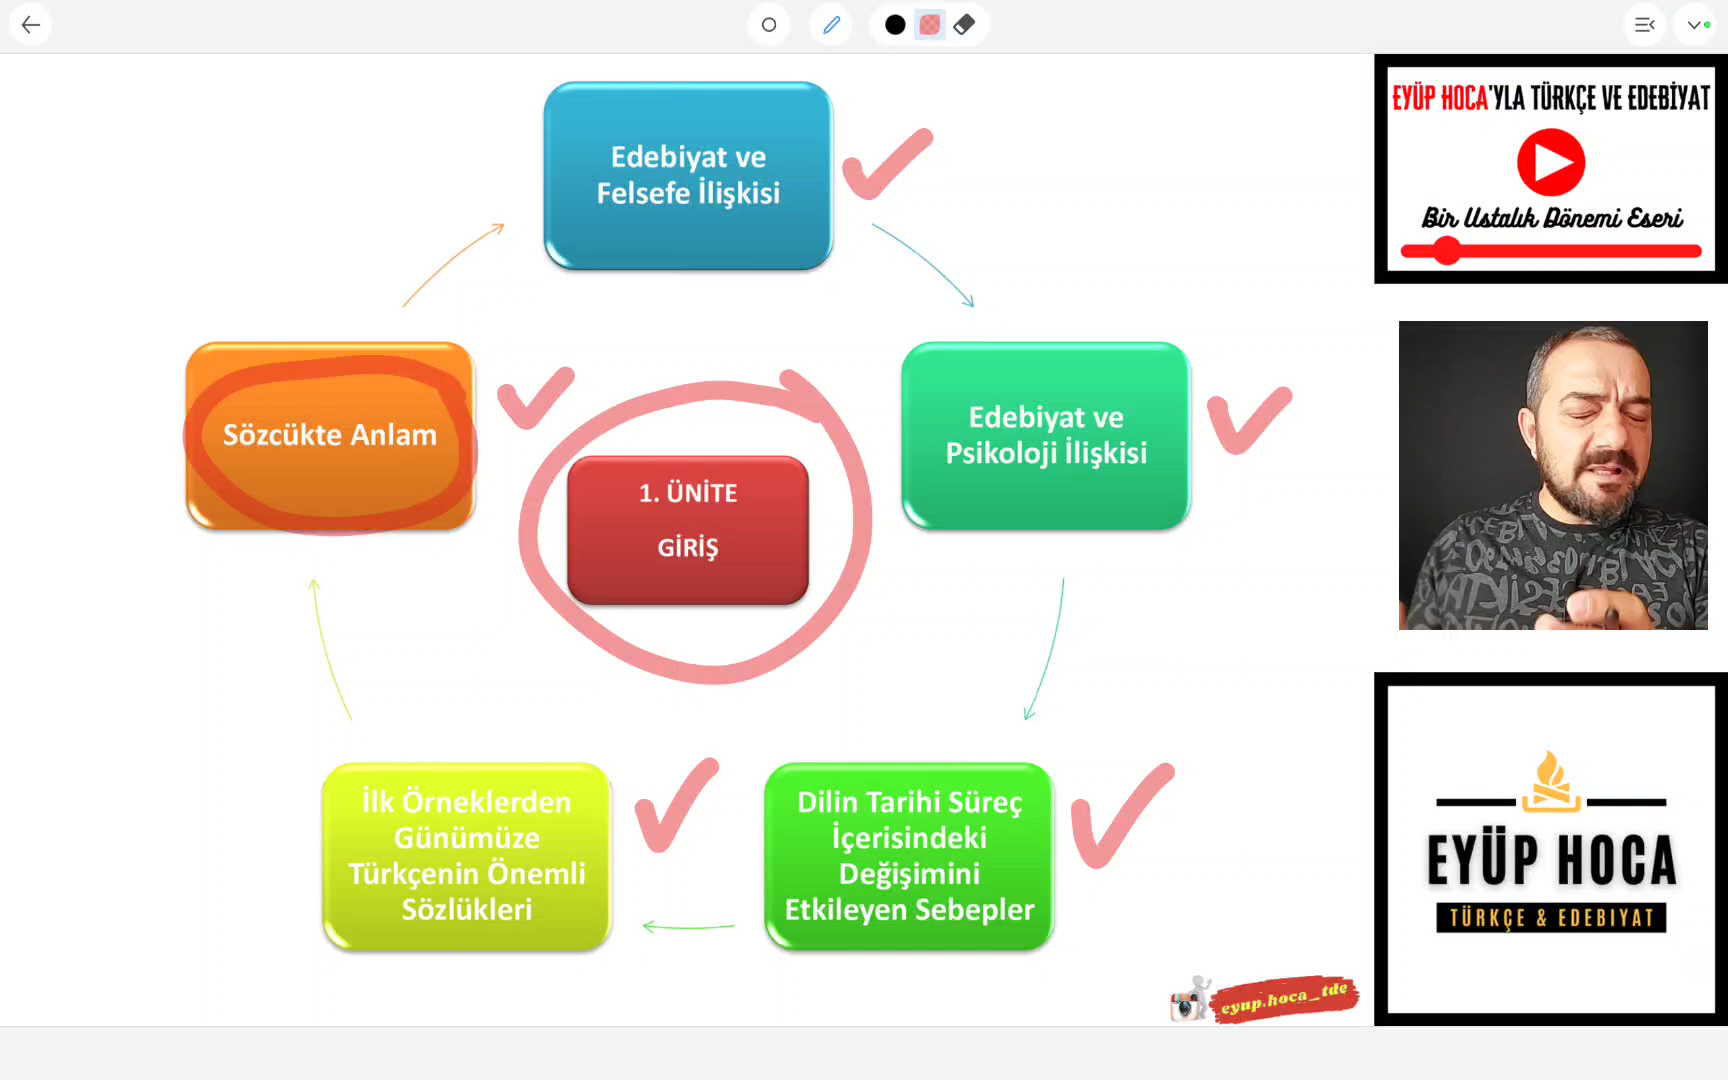 Edebiyat ve
Felsefe İlişkisi
Sözcükte Anlam
1. ÜNİTE
GİRİŞ
Edebiyat ve
Psikoloji İlişkisi
İlk Örneklerden
Günümüze
Türkçenin Önemli
Sözlükleri
Dilin Tarihi Süreç
İçerisindeki
Değişimini
Etkileyen Sebepler
eyup.hoca_tde
EYÜP HOCA'YLA TÜRKÇE VE EDEBİYAT
Bir Ustalık Dönemi Eseri
EYÜP HOCA
TÜRKÇE & EDEBIYAT